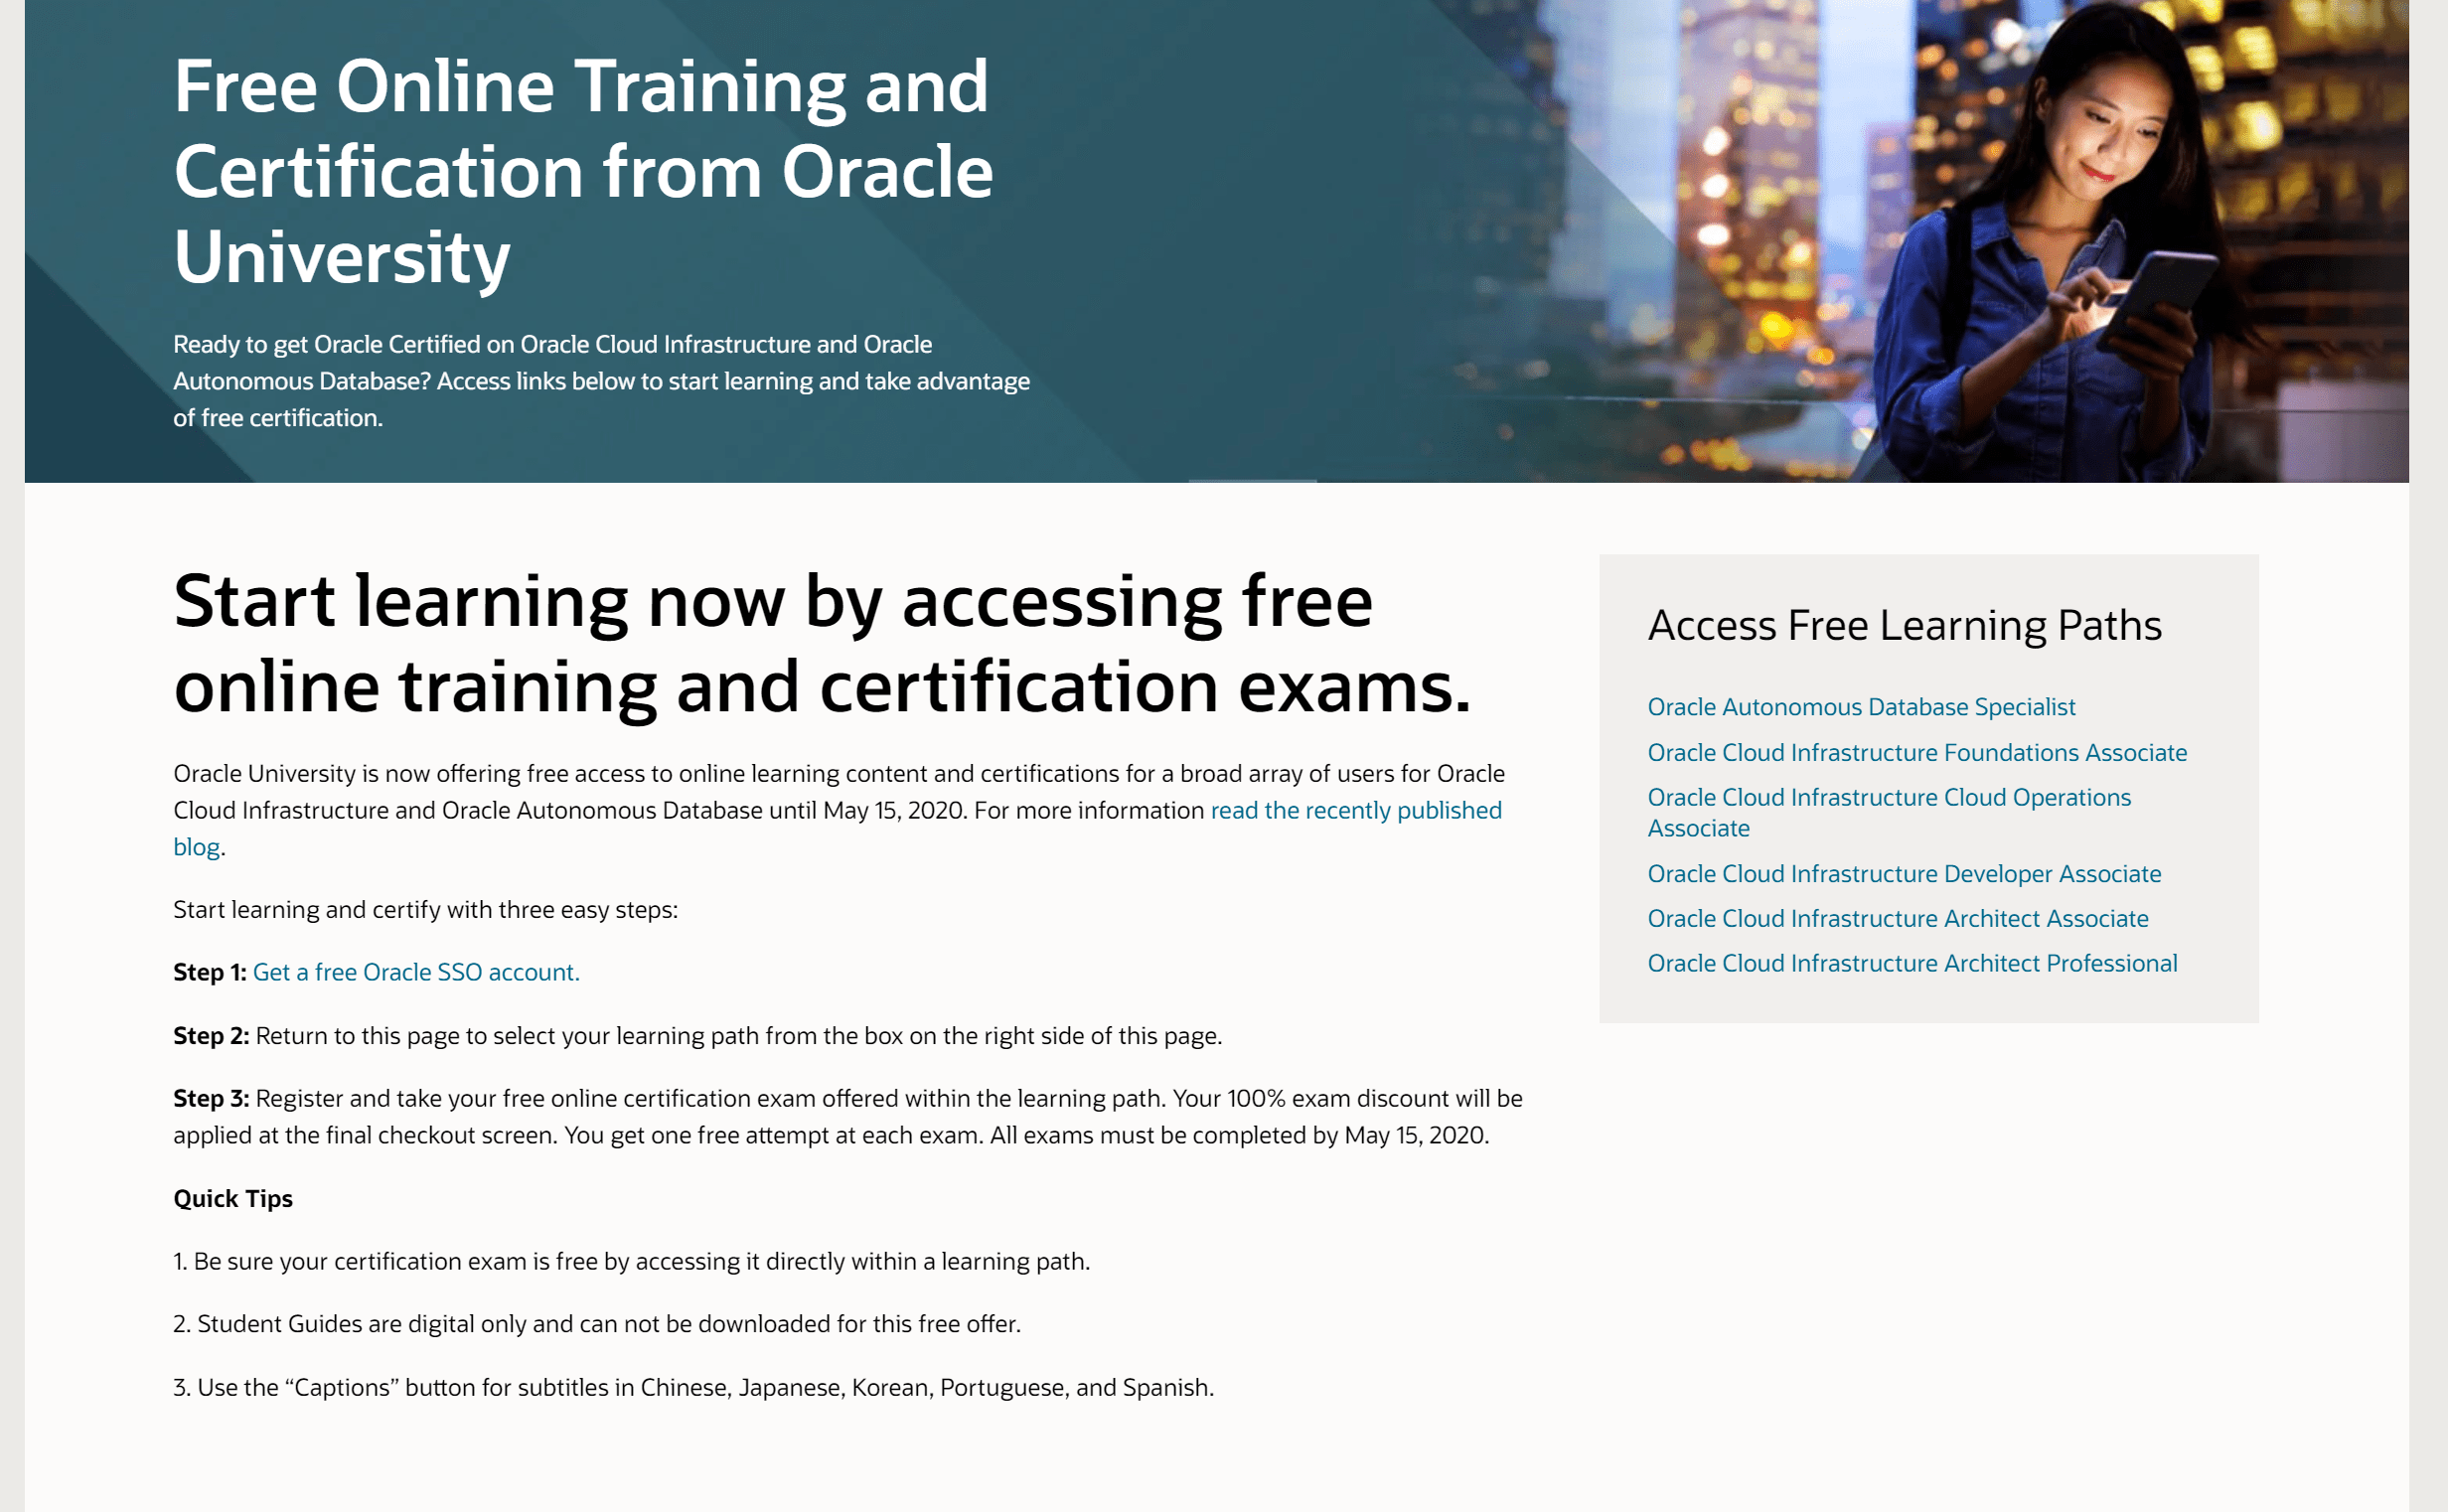 Free Online Training and
Certification from Oracle
University
Ready to get Oracle Certified on Oracle Cloud Infrastructure and Oracle
Autonomous Database? Access links below to start learning and take advantage
of free certification.
Start learning now by accessing free
online training and certification exams.
Oracle University is now offering free access to online learning content and certifications for a broad array of users for Oracle
Cloud Infrastructure and Oracle Autonomous Database until May 15, 2020. For more information read the recently published
blog.
Start learning and certify with three easy steps:
Step 1: Get a free Oracle SSO account.
Step 2: Return to this page to select your learning path from the box on the right side of this page.
Step 3: Register and take your free online certification exam offered within the learning path. Your 100% exam discount will be
applied at the final checkout screen. You get one free attempt at each exam. All exams must be completed by May 15, 2020.
Quick Tips
1. Be sure your certification exam is free by accessing it directly within a learning path.
2. Student Guides are digital only and can not be downloaded for this free offer.
3. Use the “Captions” button for subtitles in Chinese, Japanese, Korean, Portuguese, and Spanish.
Access Free Learning Paths
Oracle Autonomous Database Specialist
Oracle Cloud Infrastructure Foundations Associate
Oracle Cloud Infrastructure Cloud Operations
Associate
Oracle Cloud Infrastructure Developer Associate
Oracle Cloud Infrastructure Architect Associate
Oracle Cloud Infrastructure Architect Professional